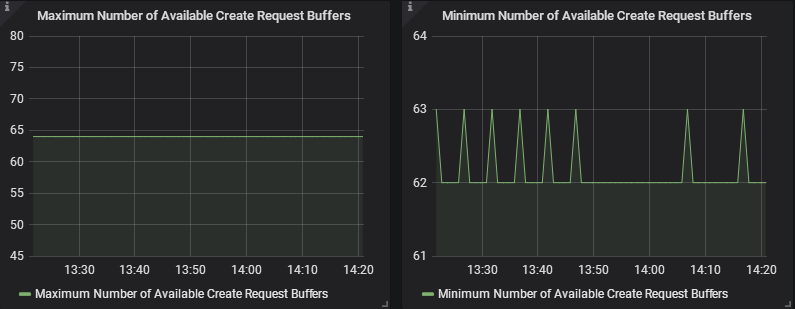 i
Maximum Number of Available Create Request Buffers
80
75
70
65
60
55
50
45
13:30 13:40 13:50 14:00 14:10 14:20
Maximum Number of Available Create Request Buffers
i
Minimum Number of Available Create Request Buffers
64
63
62
61
13:30 13:40 13:50 14:00 14:10 14:20
Minimum Number of Available Create Request Buffers